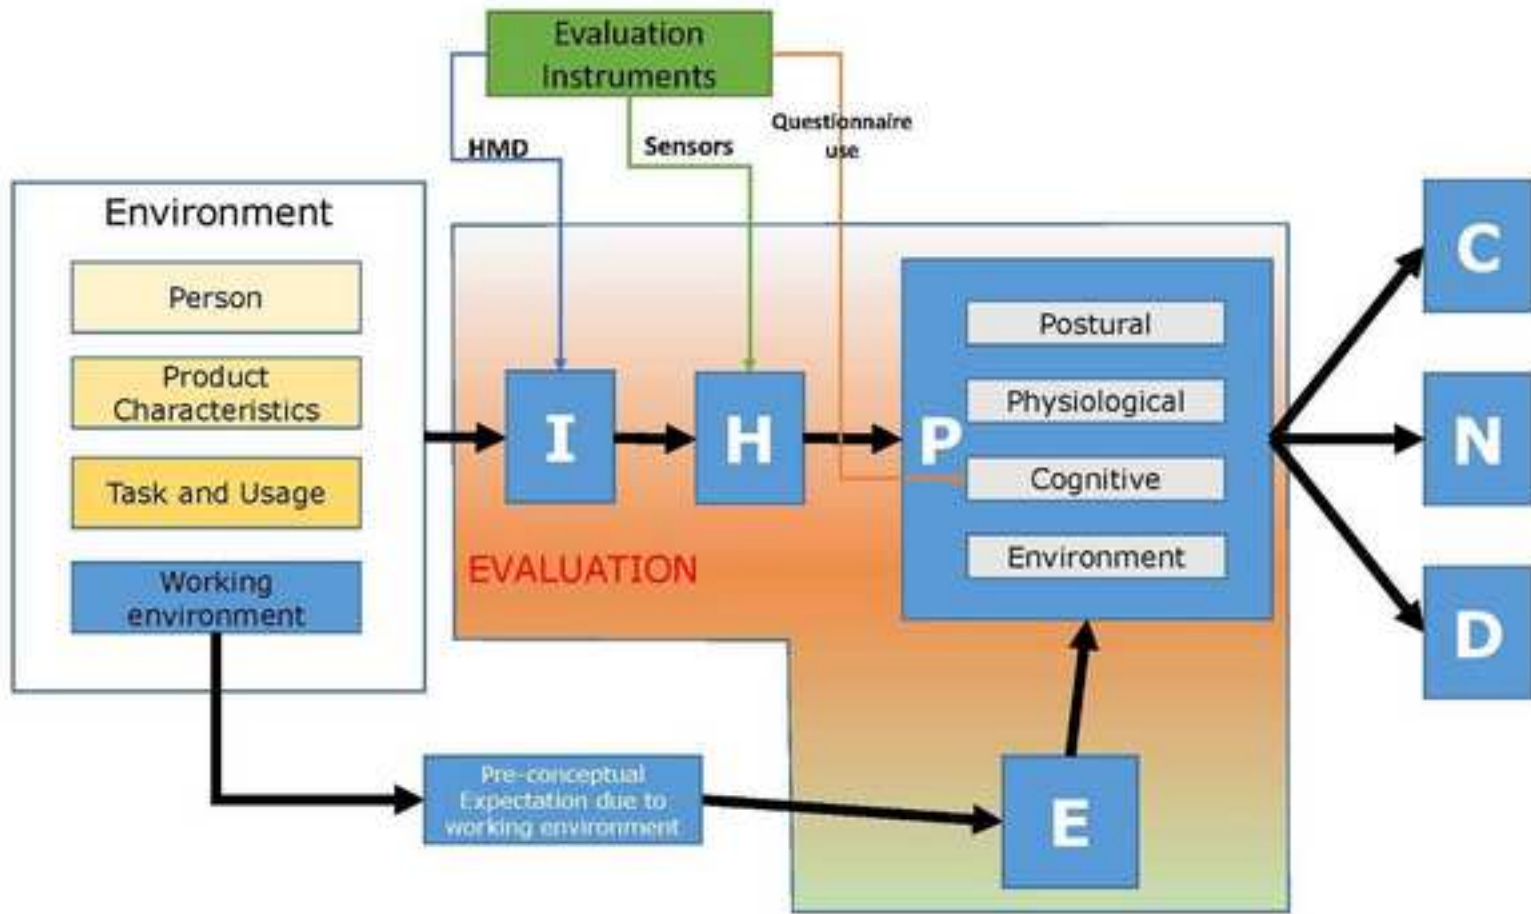 Evaluation
Instruments
HMD
Sensors
Questionnaire
use
Environment
Person
Product
Characteristics
Task and Usage
Working
environment
I
H
P
Postural
Physiological
Cognitive
Environment
EVALUATION
C
N
D
Pre-conceptual
Expectation due to
working environment
E